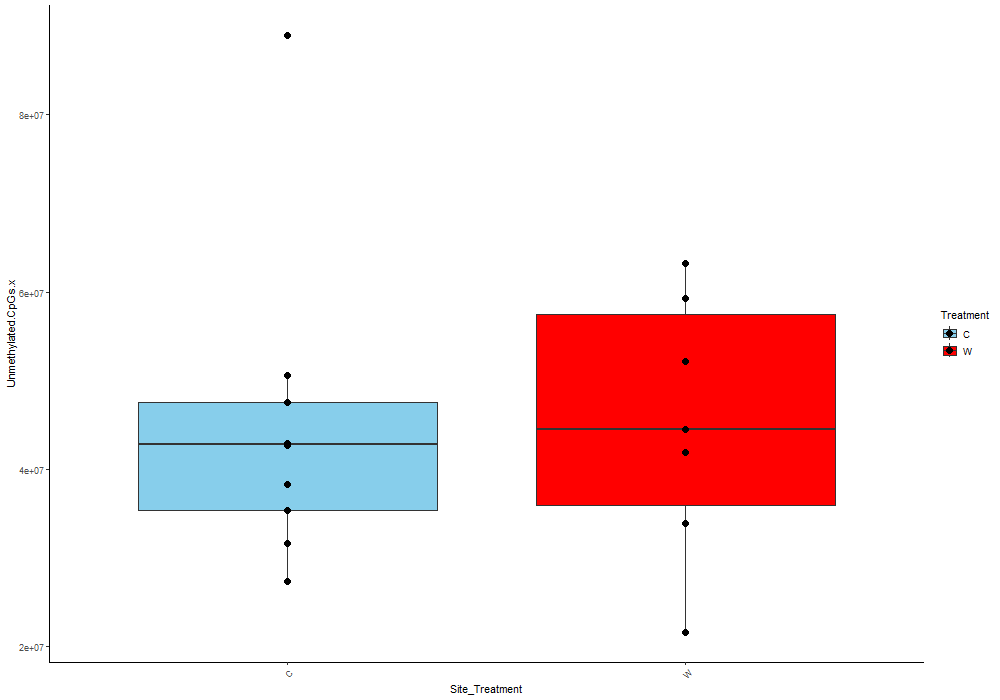 Unmethylated.CpGs.x
8e+07
6e+07
4e+07
2e+07
C
W
Site_Treatment
Treatment
C
W